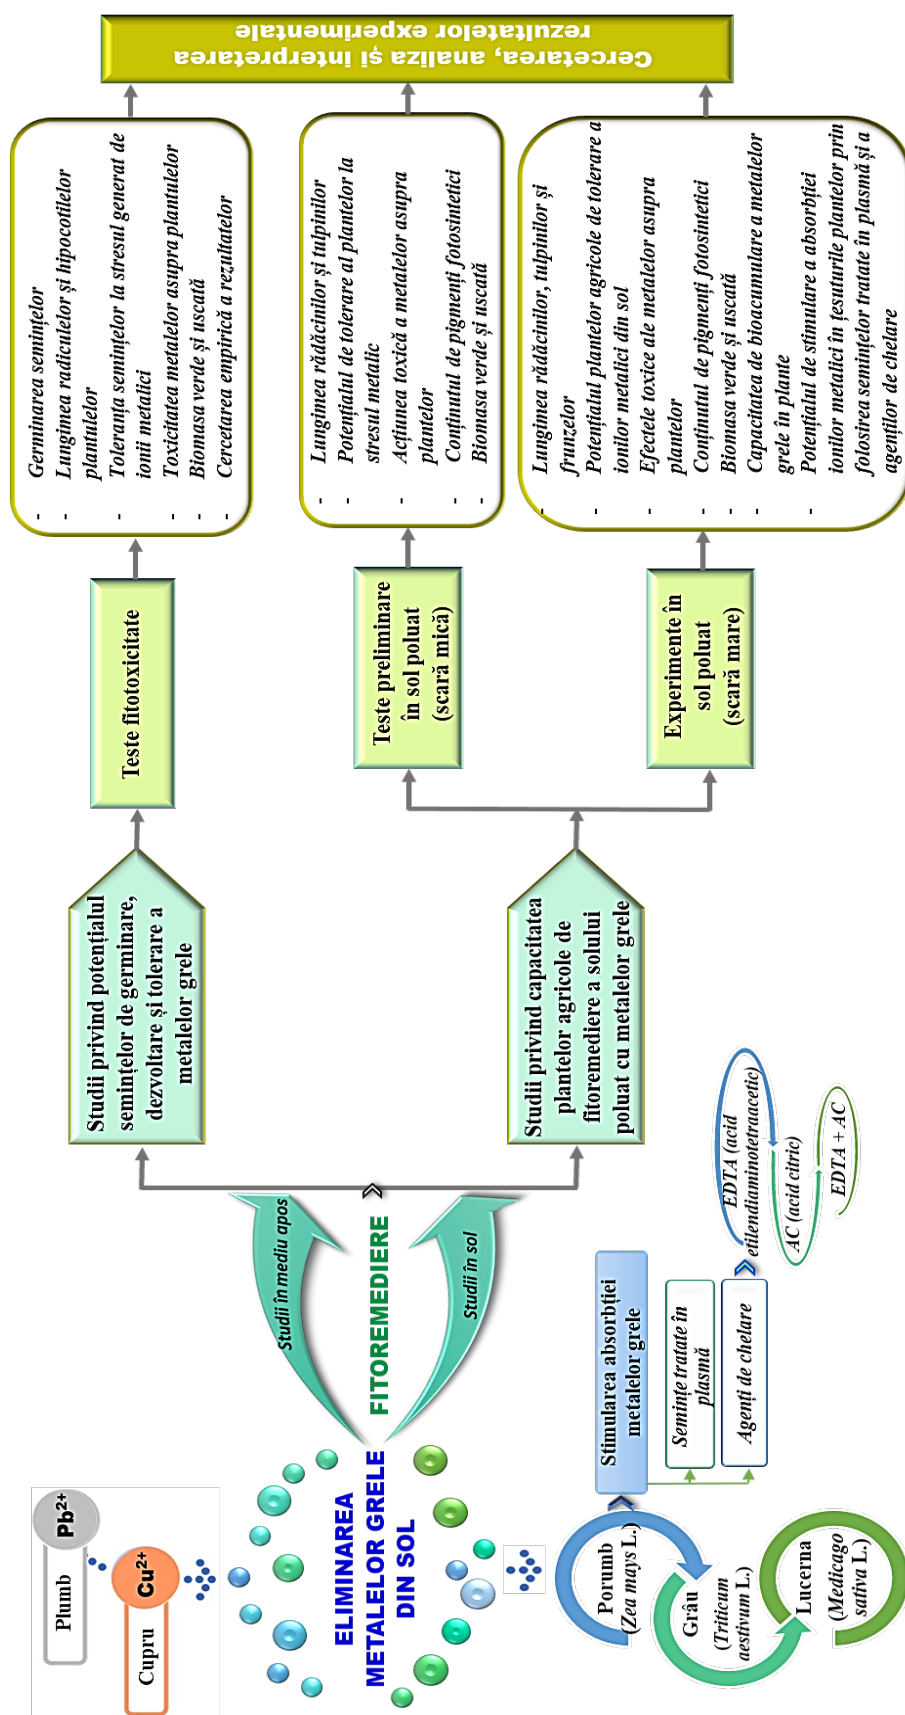 Plumb
Pb2+
Cupru
Cu2+
ELIMINAREA
METALELOR GRELE
DIN SOL
Porumb
(Zea mays L.)
Grâu
(Triticum
aestivum L.)
Lucerna
(Medicago
sativa L.)
Stimularea absorbției
metalelor grele
Semințe tratate în
plasmă
Agenți de chelare
EDTA (acid
etilendiaminotetraacetic)
AC (acid citric)
EDTA + AC
FITOREMEDIERE
Studii în mediu apos
Studii în sol
Studii privind potențialul
semințelor de germinare,
dezvoltare și tolerare a
metalelor grele
Studii privind capacitatea
plantelor agricole de
fitoremediere a solului
poluat cu metalelor grele
Teste fitotoxicitate
Teste preliminare
în sol poluat
(scară mică)
Experimente în
sol poluat
(scară mare)
- Germinarea semințelor
- Lungimea radiculelor și hipocotilelor
plantulelor
- Toleranța semințelor la stresul generat de
ionii metalici
- Toxicitatea metalelor asupra plantulelor
- Biomasa verde și uscată
- Cercetarea empirică a rezultatelor
- Lungimea rădăcinilor și tulpinilor
- Potențialul de tolerare al plantelor la
stresul metalic
- Acțiunea toxică a metalelor asupra
plantelor
- Conținutul de pigmenți fotosintetici
- Biomasa verde și uscată
- Lungimea rădăcinilor, tulpinilor și
frunzelor
- Potențialul plantelor agricole de tolerare a
ionilor metalici din sol
- Efectele toxice ale metalelor asupra
plantelor
- Conținutul de pigmenți fotosintetici
- Biomasa verde și uscată
- Capacitatea de bioacumulare a metalelor
grele în plante
- Potențialul de stimulare a absorbției
ionilor metalici în țesuturile plantelor prin
folosirea semințelor tratate în plasmă și a
agenților de chelare
Cercetarea, analiza și interpretarea
rezultatelor experimentale